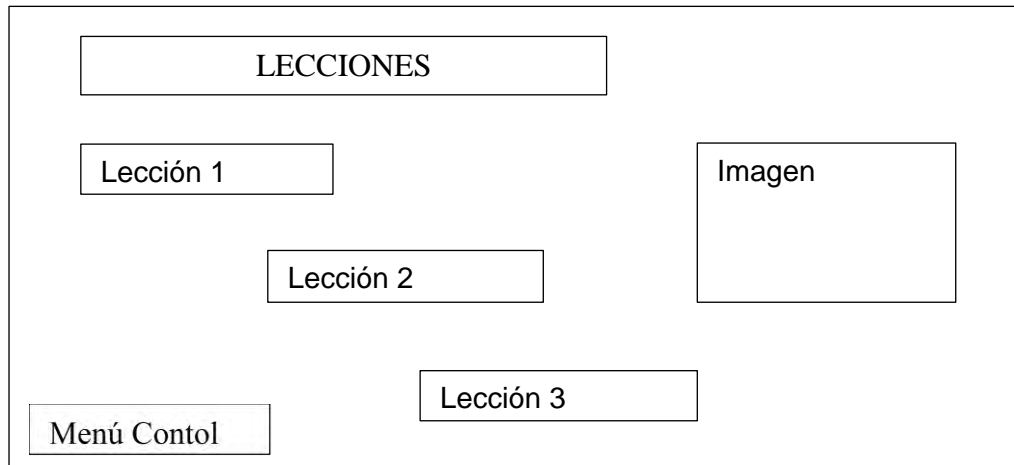 LECCIONES
Lección 1
Imagen
Lección 2
Lección 3
Menú Contol